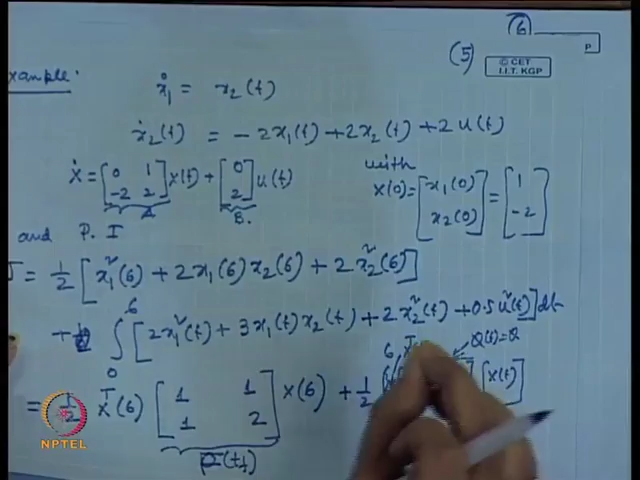 (6)
P
(5)
© CET
I.I.T. KGP
xample:
ẋ₁ = x₂(t)
ẋ₂(t) = -2x₁(t) + 2x₂(t) + 2u(t)
Ẋ = [0 1; -2 2] x(t) + [0; 2] u(t)
A
B.
with
x(0) = [x₁(0); x₂(0)] = [1; -2]
and P.I
J = 1/2 [x₁²(6) + 2x₁(6)x₂(6) + 2x₂²(6)]
+ ∫₀⁶ [2x₁²(t) + 3x₁(t)x₂(t) + 2x₂²(t) + 0.5u²(t)] dt
Q(t) = Q
= 1/2 xᵀ(6) [1 1; 1 2] x(6) + 1/2 [x(t)]
P(tf)
NPTEL